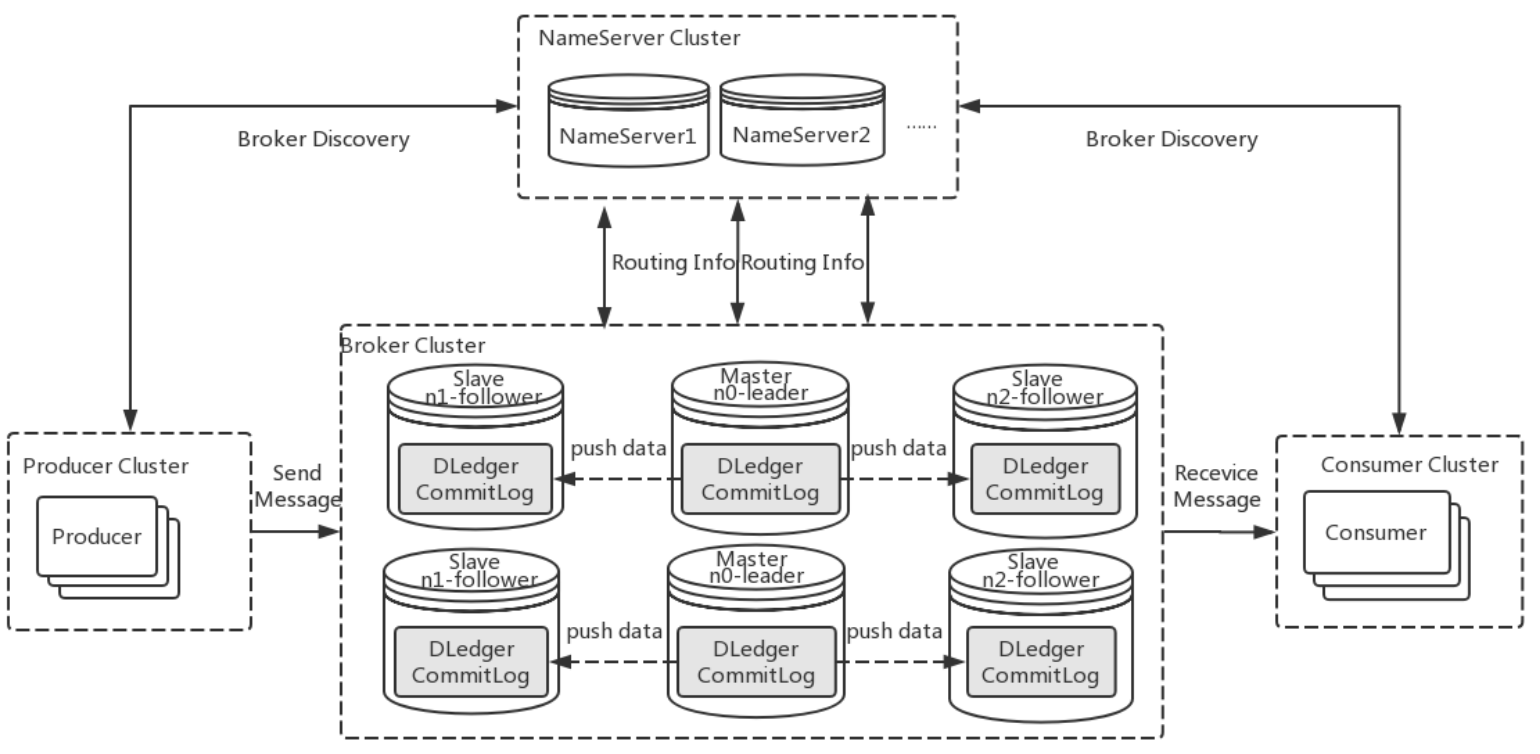 NameServer Cluster
NameServer1
NameServer2
......
Broker Discovery
Broker Discovery
Routing Info
Routing Info
Broker Cluster
Slave
n1-follower
Master
n0-leader
Slave
n2-follower
DLedger
CommitLog
push data
DLedger
CommitLog
push data
DLedger
CommitLog
Slave
n1-follower
Master
n0-leader
Slave
n2-follower
DLedger
CommitLog
push data
DLedger
CommitLog
push data
DLedger
CommitLog
Producer Cluster
Producer
Send
Message
Recevice
Message
Consumer Cluster
Consumer